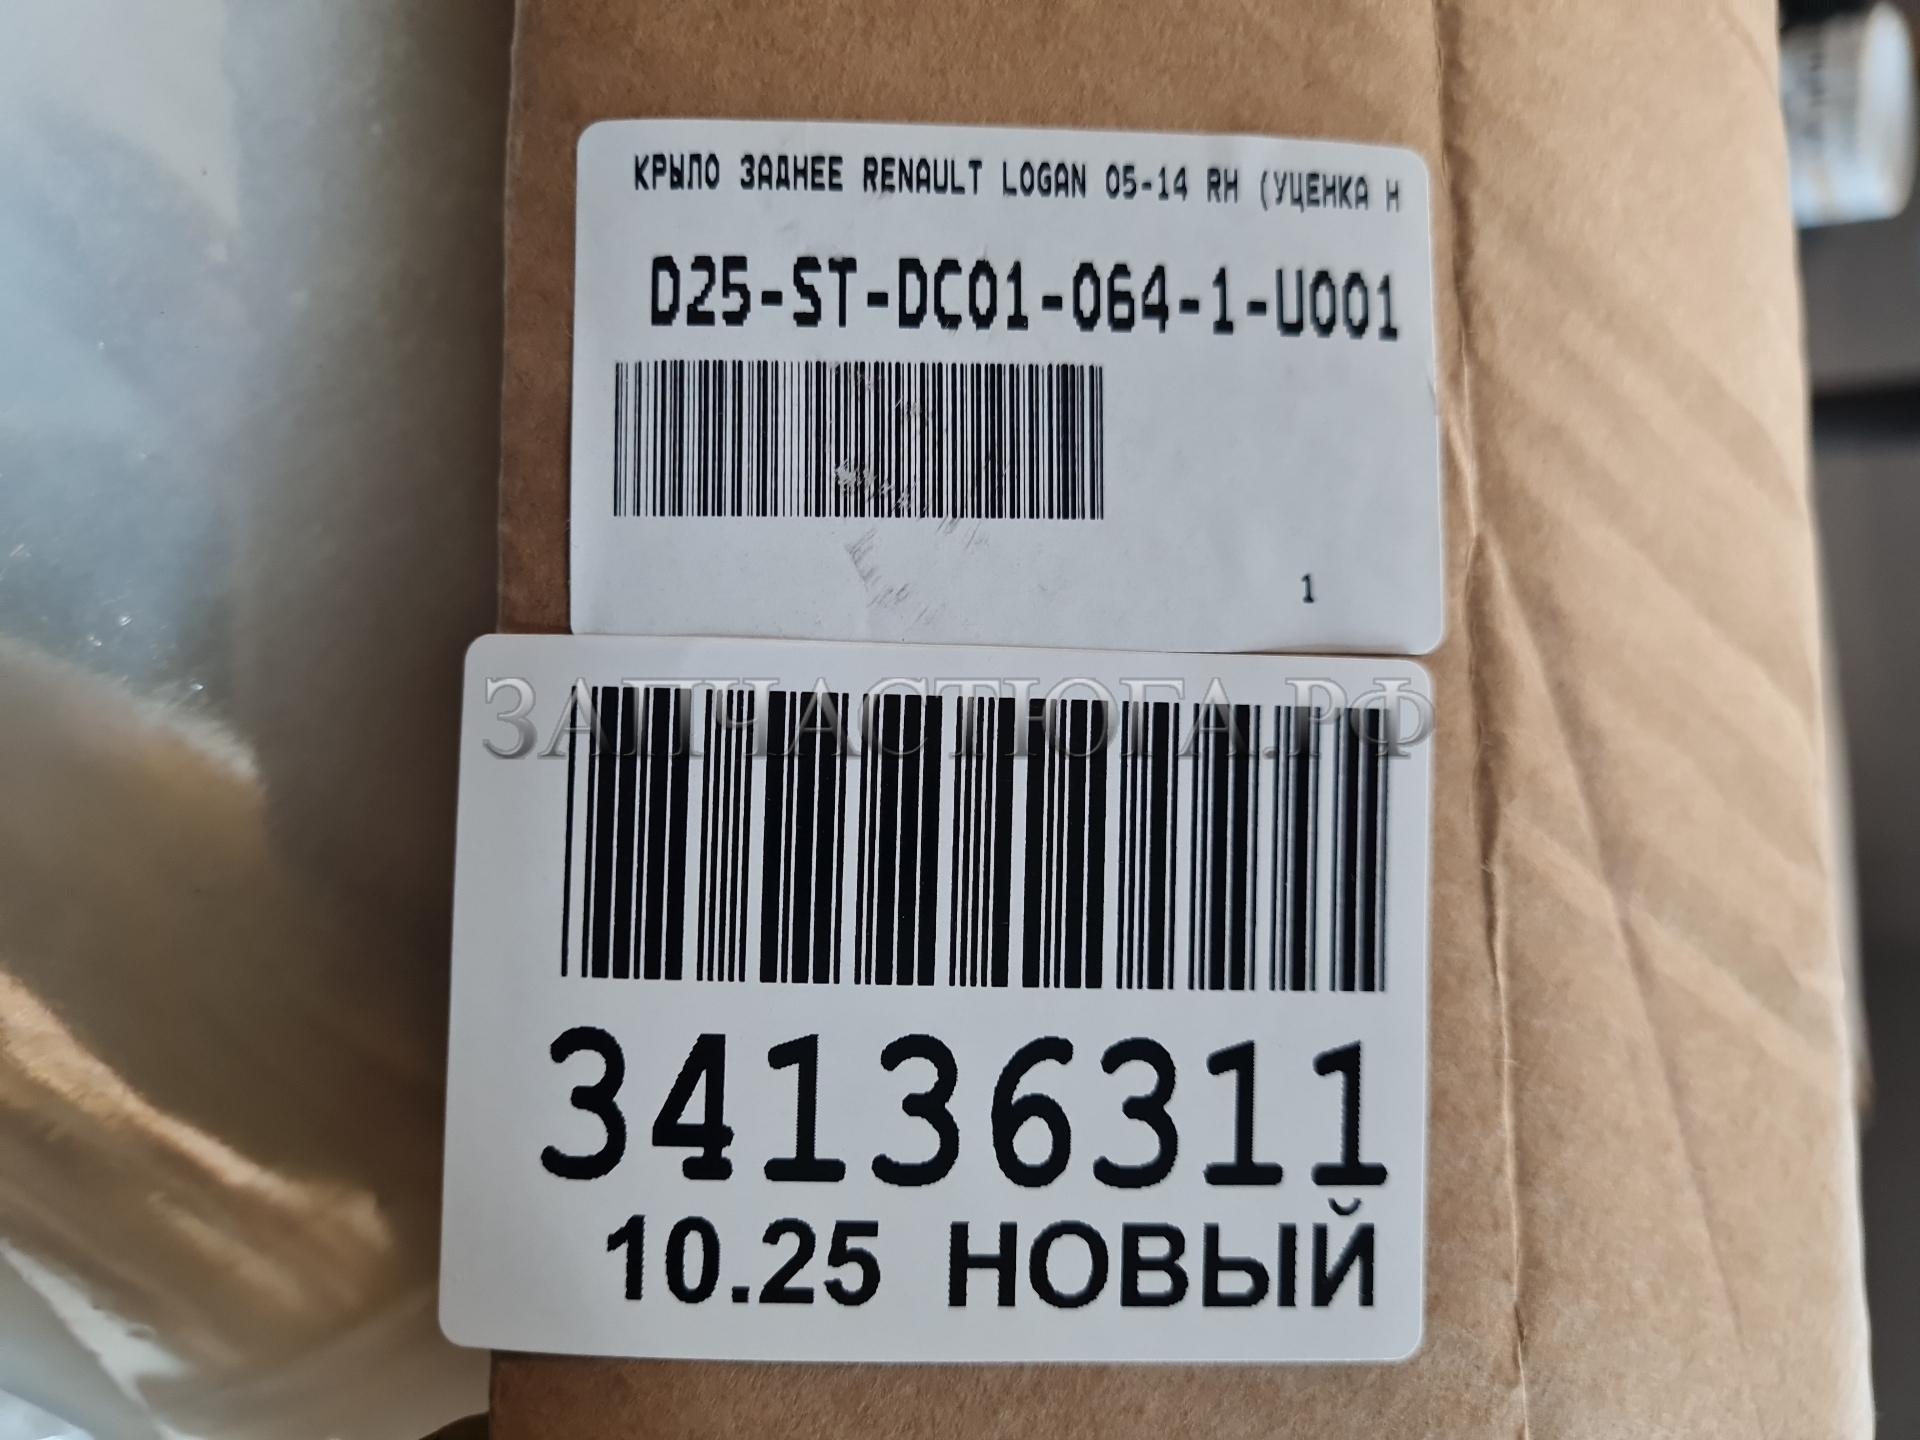 КРЫЛО ЗАДНЕЕ RENAULT LOGAN 05-14 RH (УЦЕНКА Н
D25-ST-DC01-064-1-U001
1
ЗАПЧАСТЮГА.РФ
34136311
10.25 НОВЫЙ